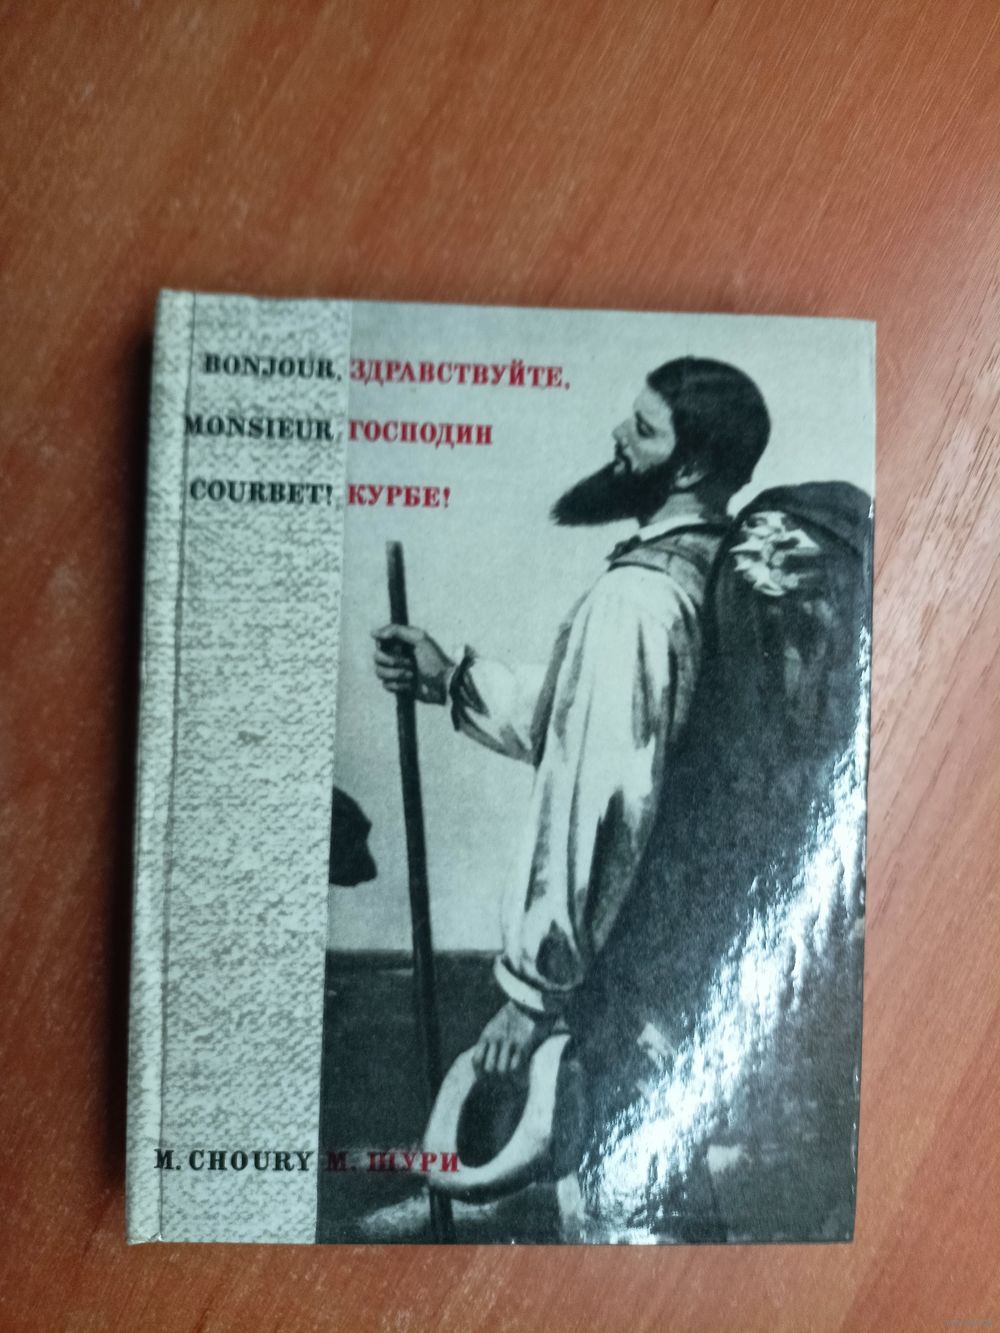 BONJOUR, ЗДРАВСТВУЙТЕ,
MONSIEUR, ГОСПОДИН
COURBET! КУРБЕ!
M. CHOURY М. ШУРИ